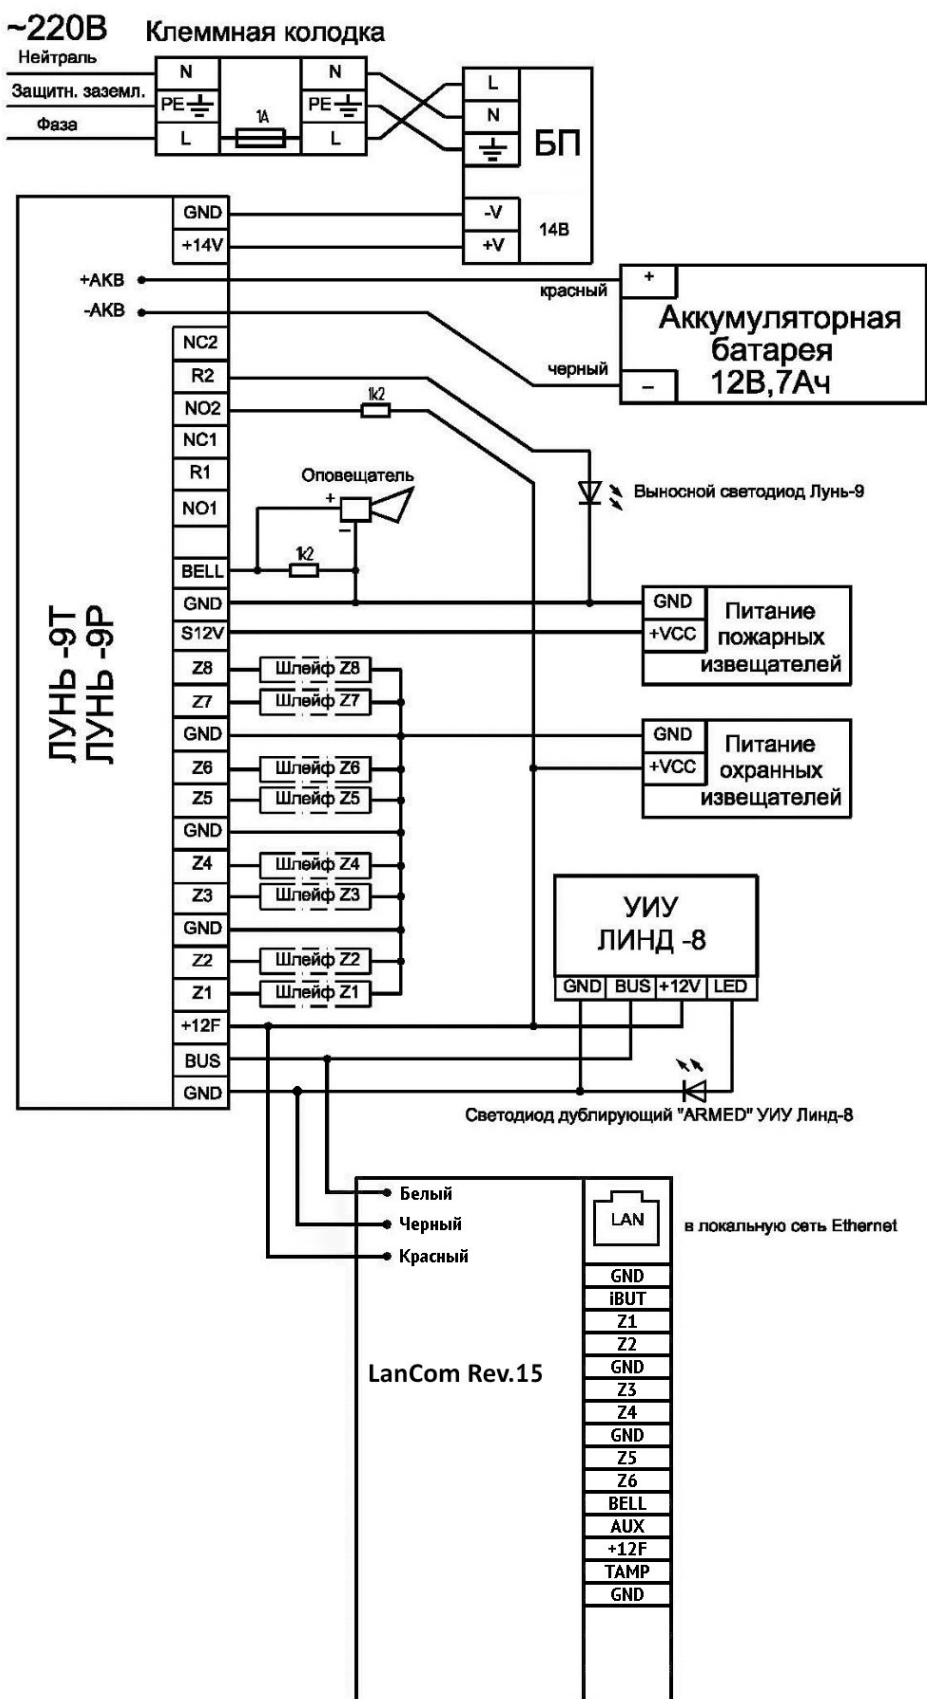 ~220В Клеммная колодка
Нейтраль
Защитн. заземл.
Фаза
N
PE
L
1A
N
PE
L
L
N
БП
-V
+V
14В
GND
+14V
+АКВ
-АКВ
красный
черный
+
–
Аккумуляторная
батарея
12В,7Ач
NC2
R2
NO2
NC1
R1
NO1
BELL
GND
S12V
Z8
Z7
GND
Z6
Z5
GND
Z4
Z3
GND
Z2
Z1
+12F
BUS
GND
ЛУНЬ -9Т
ЛУНЬ -9Р
1k2
Оповещатель
+
–
1k2
Выносной светодиод Лунь-9
GND
+VCC
Питание
пожарных
извещателей
Шлейф Z8
Шлейф Z7
Шлейф Z6
Шлейф Z5
Шлейф Z4
Шлейф Z3
Шлейф Z2
Шлейф Z1
GND
+VCC
Питание
охранных
извещателей
УИУ
ЛИНД -8
GND BUS +12V LED
Светодиод дублирующий "ARMED" УИУ Линд-8
Белый
Черный
Красный
LanCom Rev.15
LAN
в локальную сеть Ethernet
GND
iBUT
Z1
Z2
GND
Z3
Z4
GND
Z5
Z6
BELL
AUX
+12F
TAMP
GND